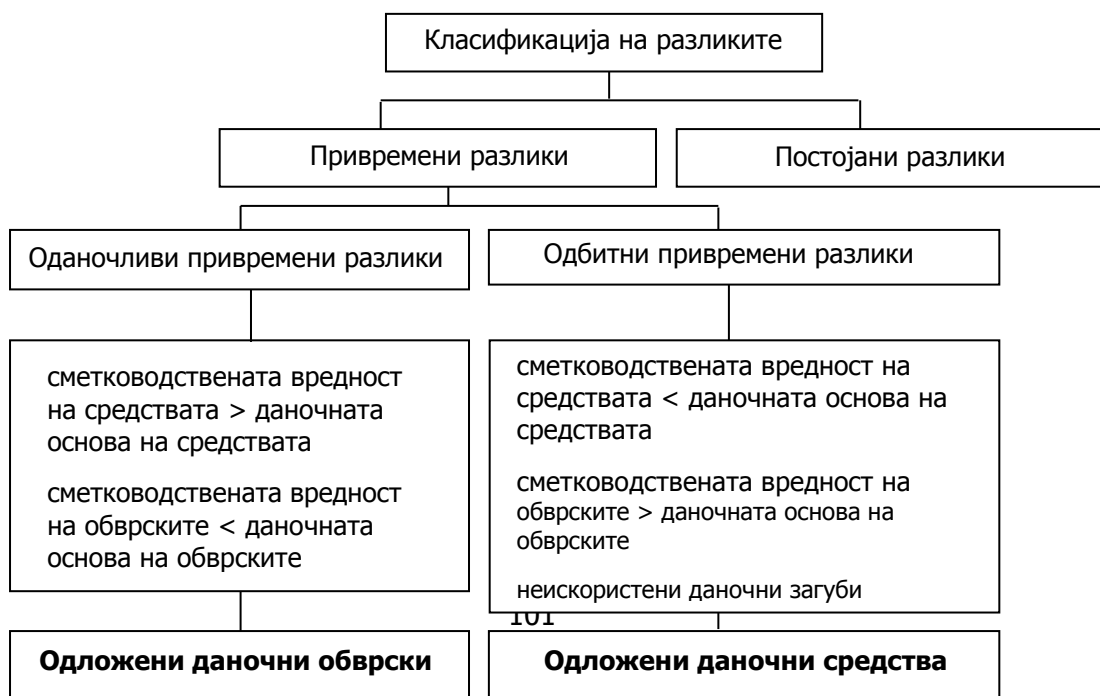 Класификација на разликите
Привремени разлики
Постојани разлики
Оданочливи привремени разлики
Одбитни привремени разлики
сметководствената вредност
на средствата > даночната
основа на средствата
сметководствената вредност
на обврските < даночната
основа на обврските
сметководствената вредност на
средствата < даночната основа на
средствата
сметководствената вредност на
обврските > даночната основа на
обврските
неискористени даночни загуби
101
Одложени даночни обврски
Одложени даночни средства